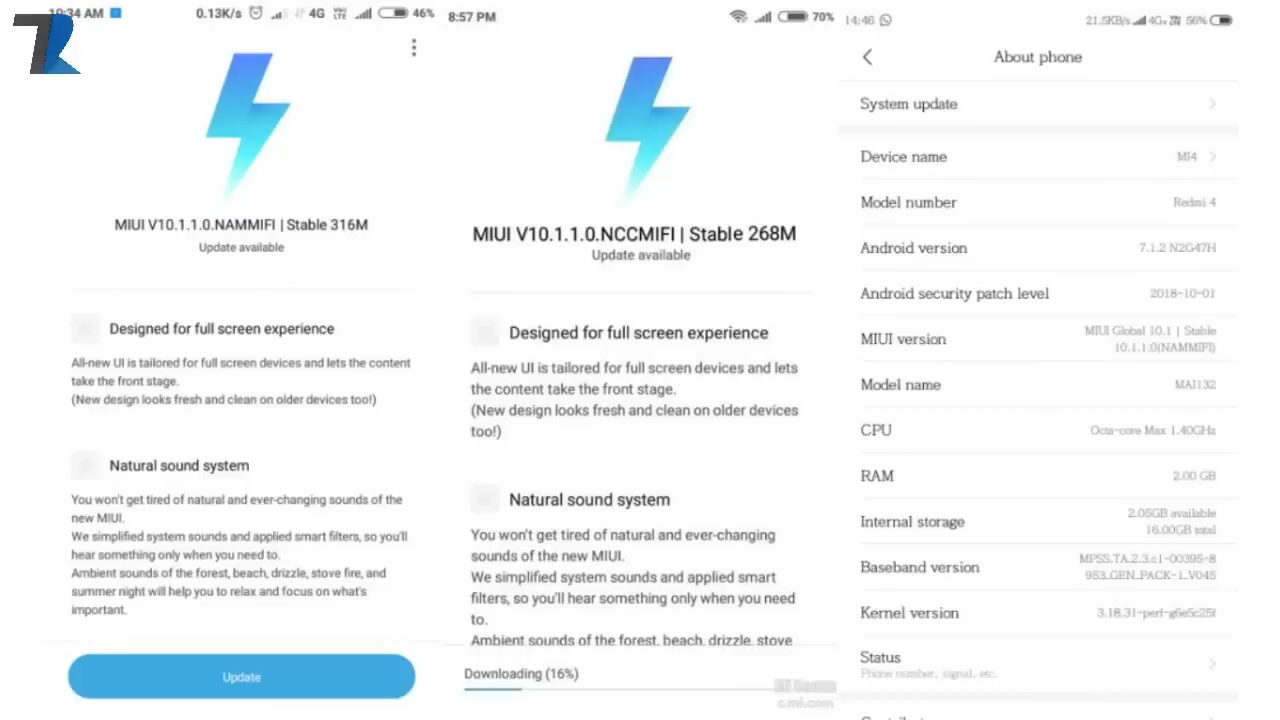 10:34 AM
0.13K/s 4G VoLTE 46%
MIUI V10.1.1.0.NAMMIFI | Stable 316M
Update available
Designed for full screen experience
All-new UI is tailored for full screen devices and lets the content
take the front stage.
(New design looks fresh and clean on older devices too!)
Natural sound system
You won't get tired of natural and ever-changing sounds of the
new MIUI.
We simplified system sounds and applied smart filters, so you'll
hear something only when you need to.
Ambient sounds of the forest, beach, drizzle, stove fire, and
summer night will help you to relax and focus on what's
important.
Update
8:57 PM
70%
MIUI V10.1.1.0.NCCMIFI | Stable 268M
Update available
Designed for full screen experience
All-new UI is tailored for full screen devices and lets
the content take the front stage.
(New design looks fresh and clean on older devices
too!)
Natural sound system
You won't get tired of natural and ever-changing
sounds of the new MIUI.
We simplified system sounds and applied smart
filters, so you'll hear something only when you need
to.
Ambient sounds of the forest, beach, drizzle, stove
Downloading (16%)
c.mi.com
14:46
21.5KB/s 4G+ 56%
About phone
System update
Device name
MI4
Model number
Redmi 4
Android version
7.1.2 N2G47H
Android security patch level
2018-10-01
MIUI version
MIUI Global 10.1 | Stable
10.1.1.0(NAMMIFI)
Model name
MAI132
CPU
Octa-core Max 1.40GHz
RAM
2.00 GB
Internal storage
2.05GB available
16.00GB total
Baseband version
MPSS.TA.2.3.c1-00395-8
953_GEN_PACK-1_V045
Kernel version
3.18.31-perf-g6e5c25f
Status
Phone number, signal, etc.